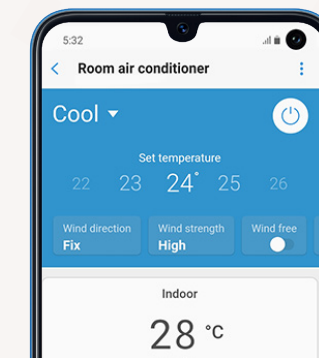 5:32
Room air conditioner
Cool
Set temperature
22 23 24° 25 26
Wind direction
Fix
Wind strength
High
Wind free
Indoor
28 °C